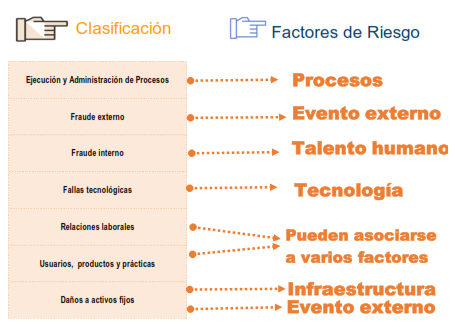 Clasificación
Factores de Riesgo
Ejecución y Administración de Procesos
Procesos
Fraude externo
Evento externo
Fraude interno
Talento humano
Fallas tecnológicas
Tecnología
Relaciones laborales
Pueden asociarse
a varios factores
Usuarios, productos y prácticas
Daños a activos fijos
Infraestructura
Evento externo